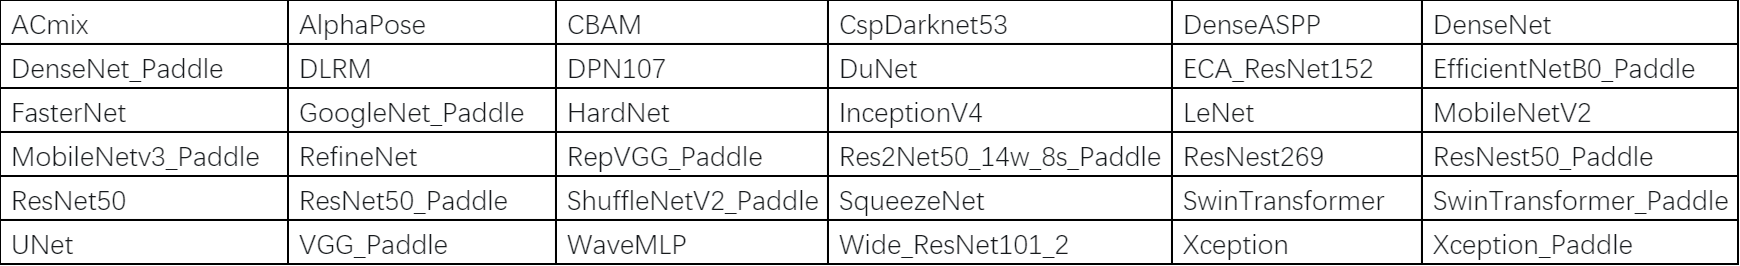 ACmix AlphaPose CBAM CspDarknet53 DenseASPP DenseNet
DenseNet_Paddle DLRM DPN107 DuNet ECA_ResNet152 EfficientNetB0_Paddle
FasterNet GoogleNet_Paddle HardNet InceptionV4 LeNet MobileNetV2
MobileNetv3_Paddle RefineNet RepVGG_Paddle Res2Net50_14w_8s_Paddle ResNest269 ResNest50_Paddle
ResNet50 ResNet50_Paddle ShuffleNetV2_Paddle SqueezeNet SwinTransformer SwinTransformer_Paddle
UNet VGG_Paddle WaveMLP Wide_ResNet101_2 Xception Xception_Paddle